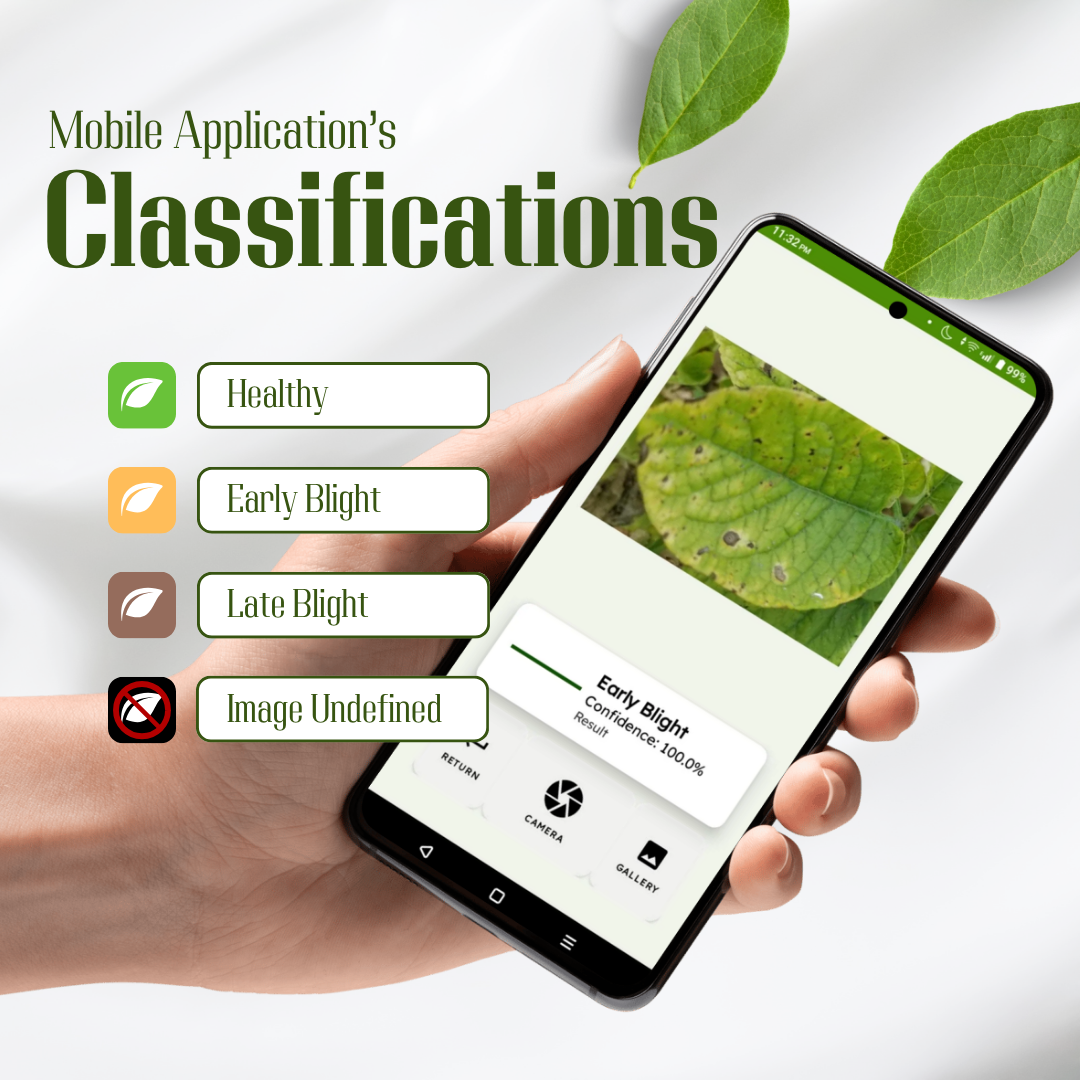 Mobile Application's
Classifications
Healthy
Early Blight
Late Blight
Image Undefined
11:32 PM
99%
Early Blight
Confidence: 100.0%
Result
RETURN
CAMERA
GALLERY